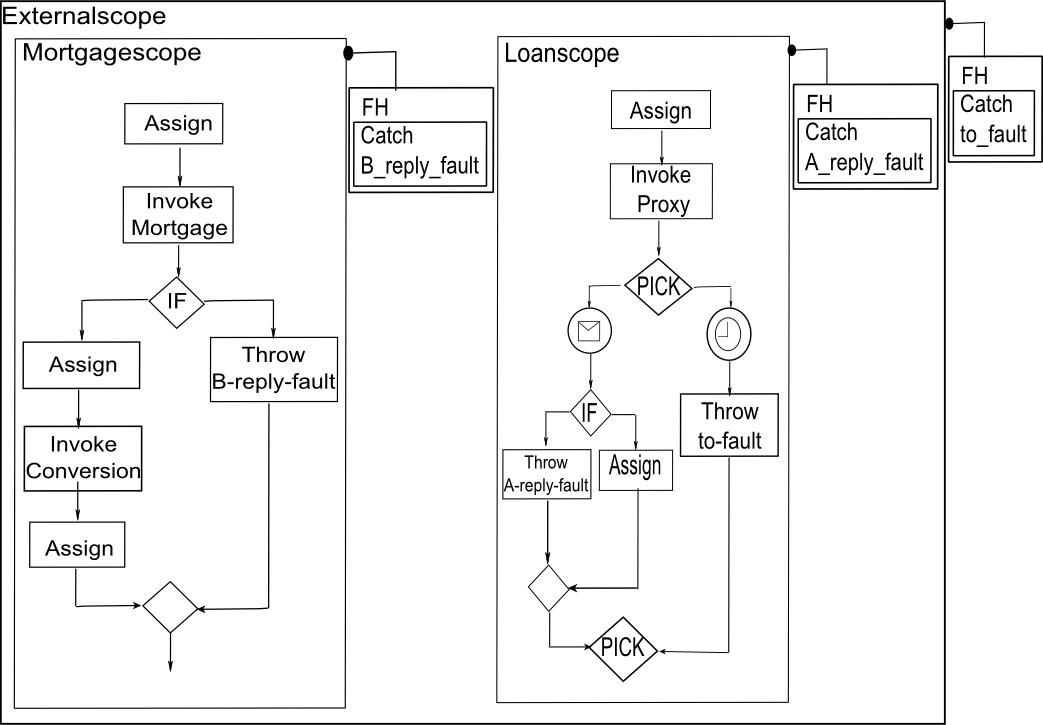 Externalscope
Mortgagescope
Assign
Invoke
Mortgage
IF
Assign
Throw
B-reply-fault
Invoke
Conversion
Assign
FH
Catch
B_reply_fault
Loanscope
Assign
Invoke
Proxy
PICK
IF
Throw
to-fault
Throw
A-reply-fault
Assign
PICK
FH
Catch
A_reply_fault
FH
Catch
to_fault